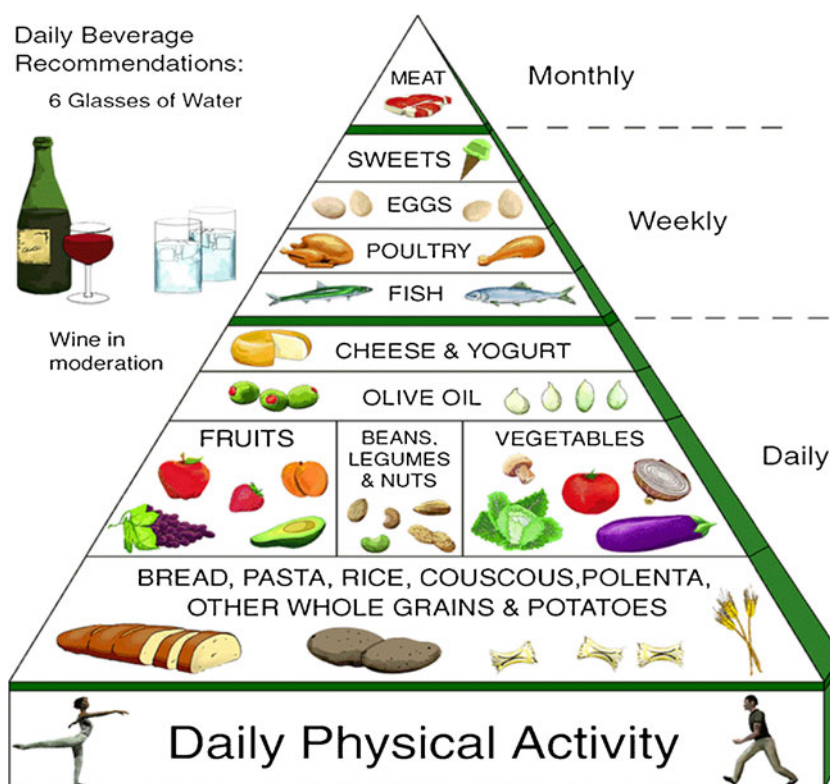 Daily Beverage
Recommendations:
6 Glasses of Water
Wine in
moderation
MEAT
Monthly
SWEETS
EGGS
POULTRY
FISH
Weekly
CHEESE & YOGURT
OLIVE OIL
FRUITS
BEANS,
LEGUMES
& NUTS
VEGETABLES
Daily
BREAD, PASTA, RICE, COUSCOUS,POLENTA,
OTHER WHOLE GRAINS & POTATOES
Daily Physical Activity